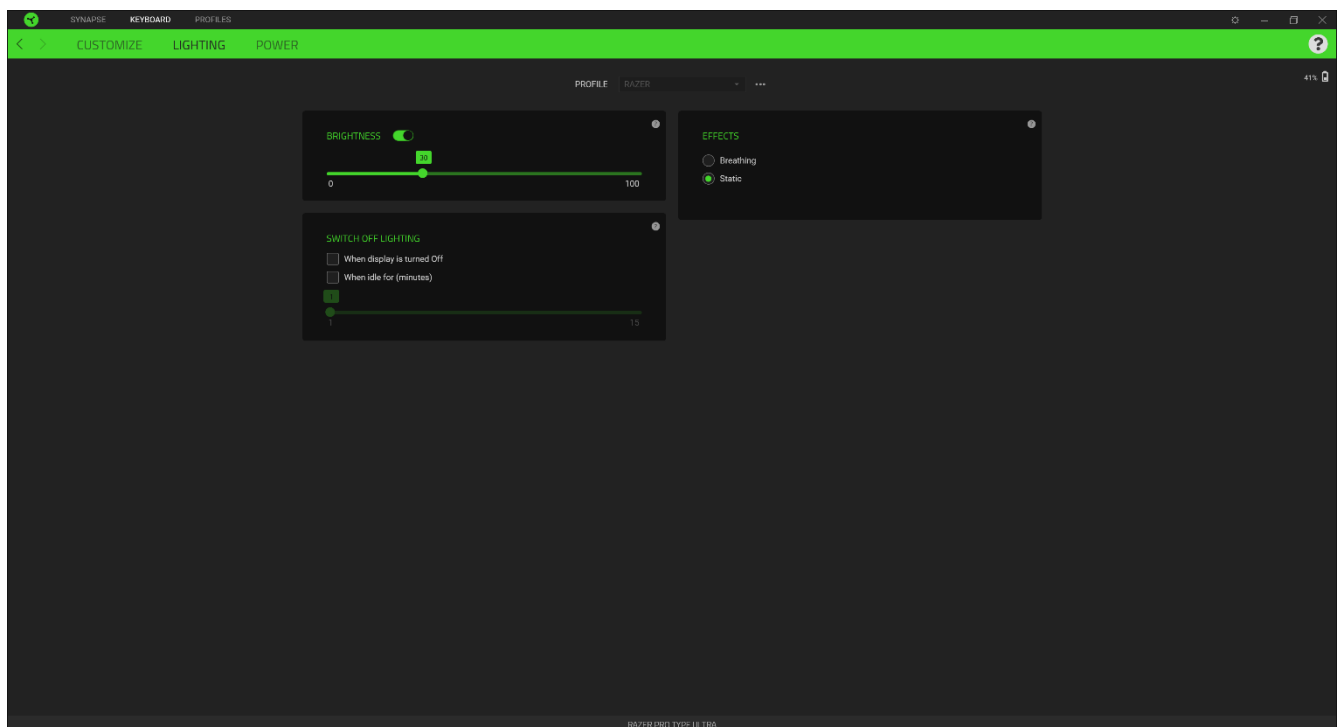 SYNAPSE KEYBOARD PROFILES
CUSTOMIZE LIGHTING POWER ?
PROFILE RAZER 41%
BRIGHTNESS ?
30
0 100
EFFECTS ?
Breathing
Static
SWITCH OFF LIGHTING ?
When display is turned Off
When idle for (minutes)
1
1 15
RAZER PRO TYPE ULTRA